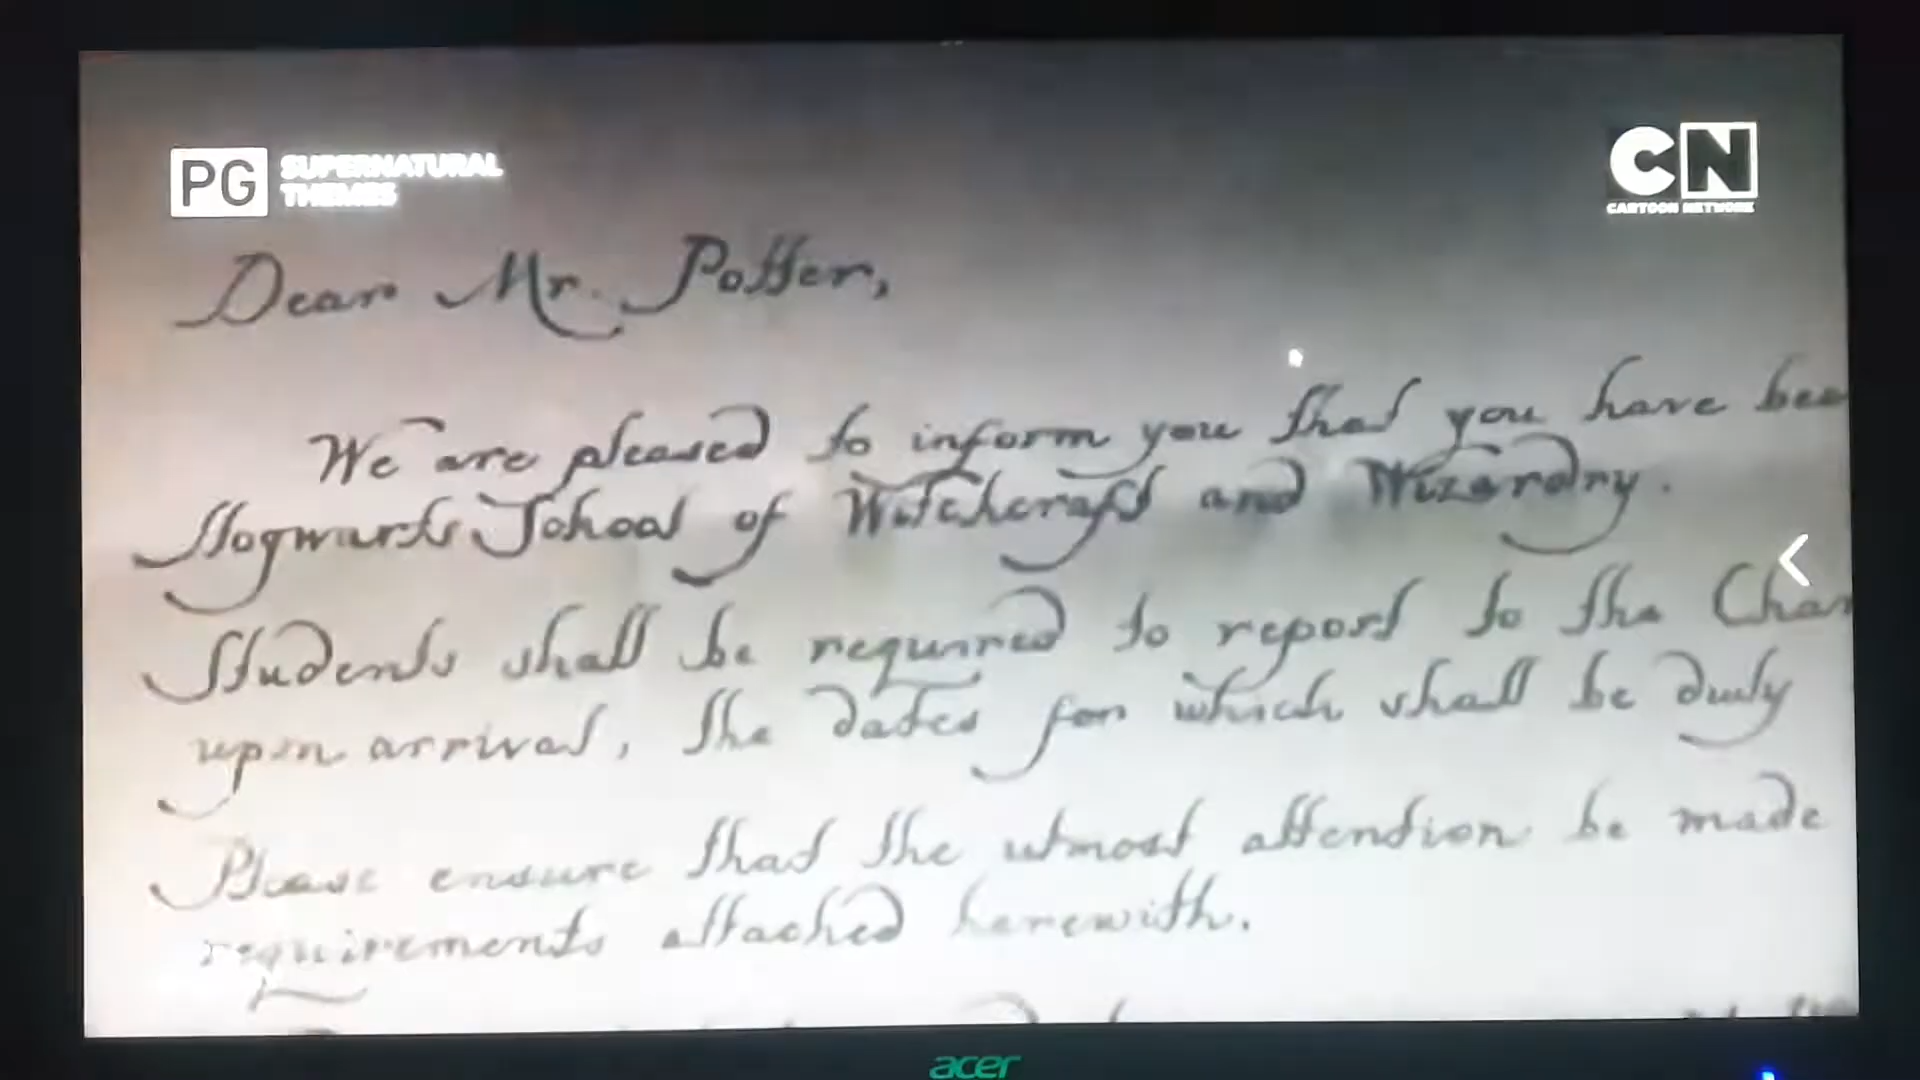 PG SUPERNATURAL
THEMES
CN
CARTOON NETWORK
Dear Mr. Potter,
We are pleased to inform you that you have bee
Hogwarts School of Witchcraft and Wizardry.
Students shall be required to report to the Cham
upon arrival, the dates for which shall be duly
Please ensure that the utmost attention be made
requirements attached herewith.
acer